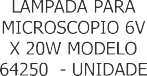 LAMPADA PARA
MICROSCOPIO 6V
X 20W MODELO
64250 - UNIDADE